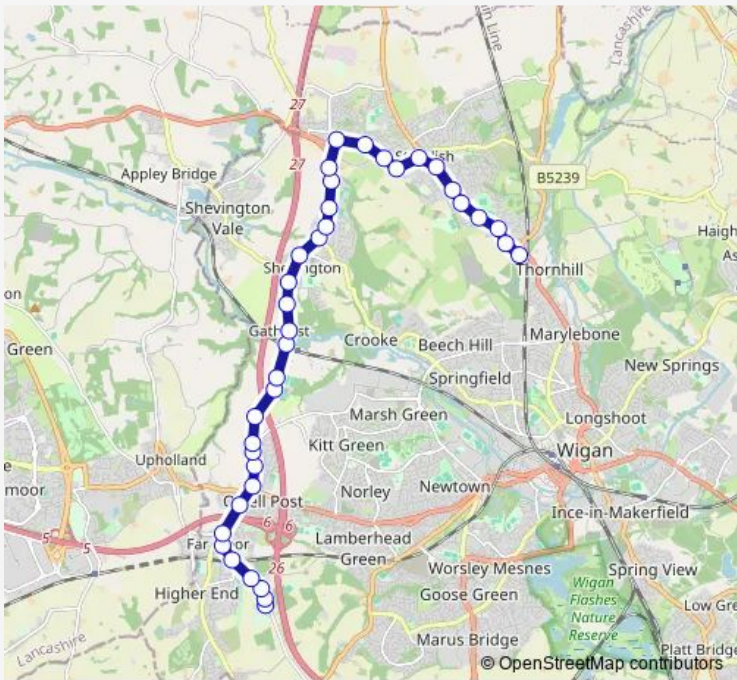 Lancashire
in Line
27
27
Appley Bridge
B5239
Shevington
Vale
Haigh
As
Thornhill
on
Green
Crooke
Beech Hill
Marylebone
Springfield
New Springs
Marsh Green
Longshoot
Kitt Green
Wigan
Upholland
e
moor
Norley
Newtown
Ince-in-Makerfield
5
5
6
6
26
Lamberhead
Green
Worsley Mesnes
Spring View
Higher End
Goose Green
Wigan
Flashes
Nature
Reserve
Low Gre
Marus Bridge
Platt Bridge
Lancashire
© OpenStreetMap contributors